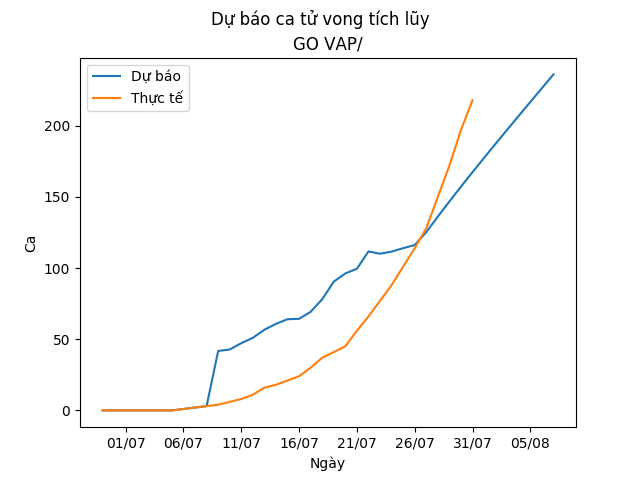 Dự báo ca tử vong tích lũy
GO VAP/
Dự báo
Thực tế
Ca
200
150
100
50
0
01/07 06/07 11/07 16/07 21/07 26/07 31/07 05/08
Ngày